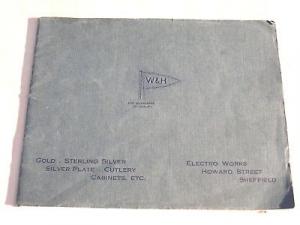 W&H
GOLD . STERLING SILVER
SILVER PLATE . CUTLERY
CABINETS, ETC.
ELECTRO WORKS
HOWARD STREET
SHEFFIELD